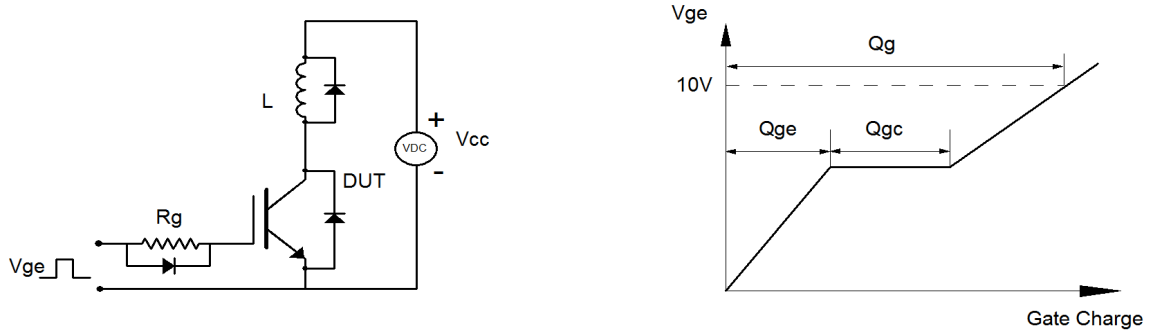 L
+
VDC
Vcc
-
DUT
Rg
Vge
Vge
Qg
10V
Qge
Qgc
Gate Charge